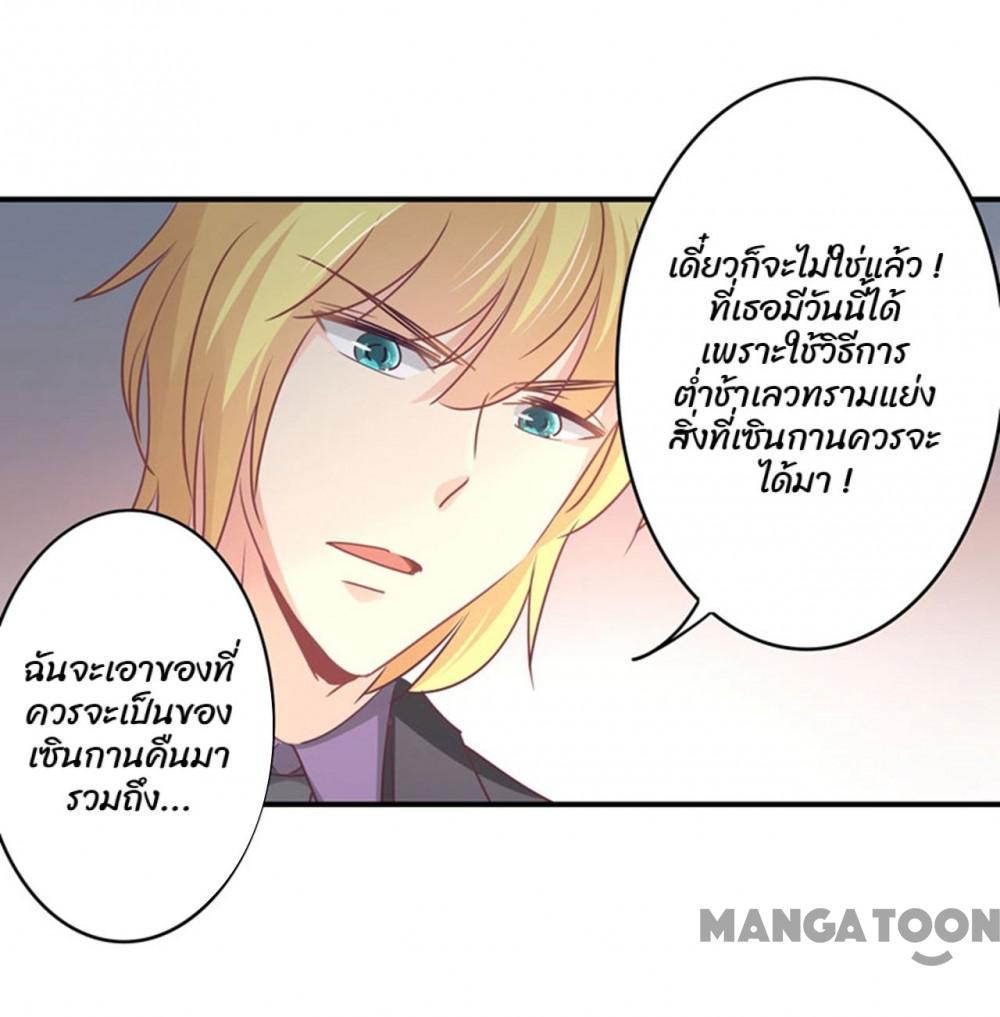 เดี๋ยวก็จะไม่ใช่แล้ว !
ที่เธอมีวันนี้ได้
เพราะใช้วิธีการ
ต่ำช้าเลวทรามแย่ง
สิ่งที่เซินกานควรจะ
ได้มา !
ฉันจะเอาของที่
ควรจะเป็นของ
เซินกานคืนมา
รวมถึง...
MANGATOON